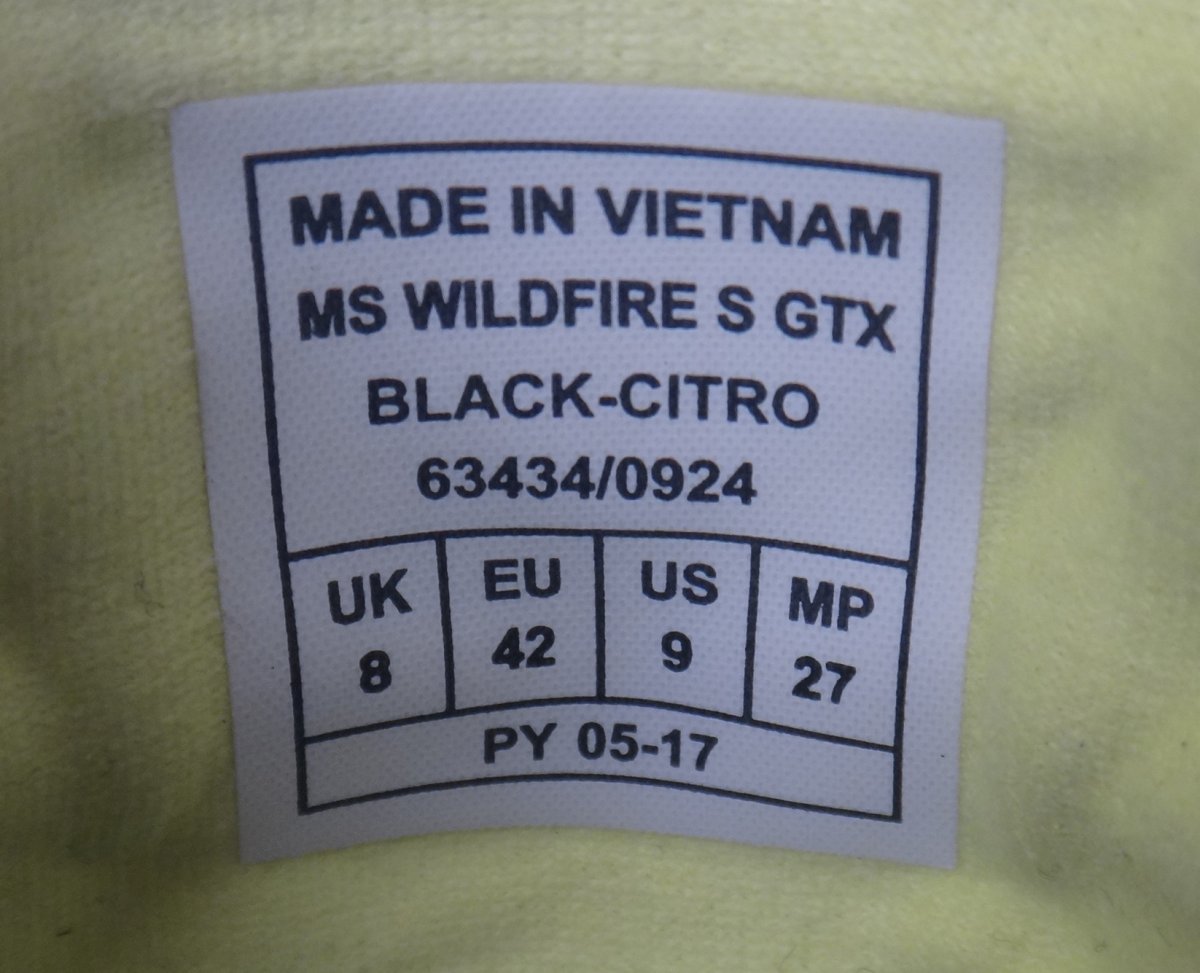 MADE IN VIETNAM
MS WILDFIRE S GTX
BLACK-CITRO
63434/0924
UK EU US MP
8 42 9 27
PY 05-17